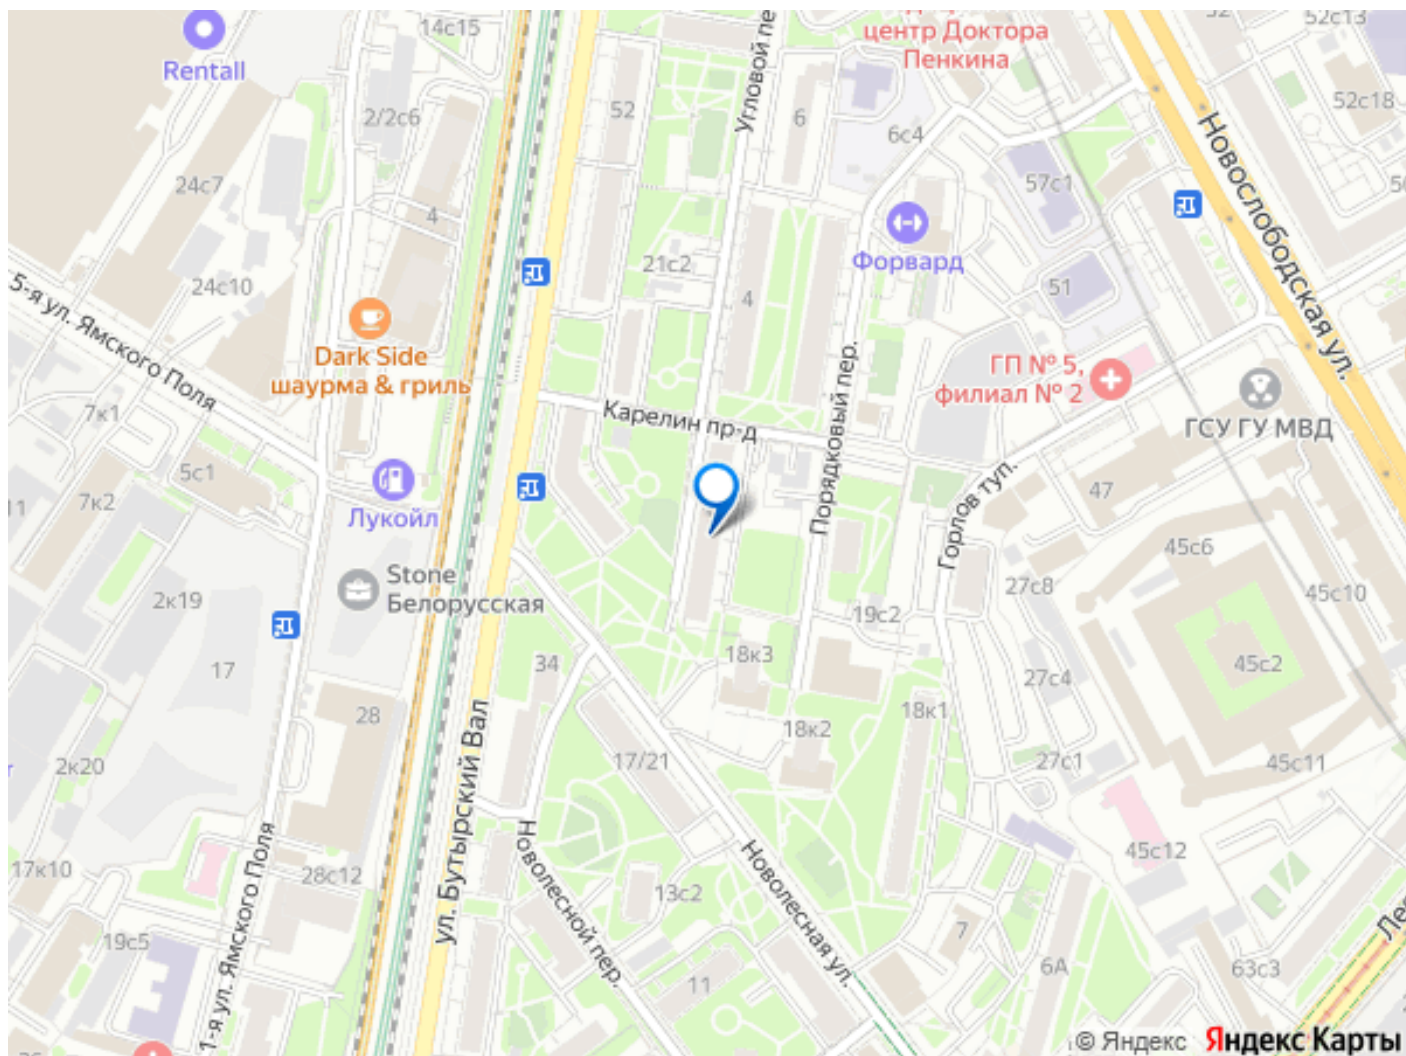 14с15
центр Доктора
Пенкина
52с13
Rentall
Угловой пе
52
6
2/2с6
6с4
52с18
Новослободская ул.
24с7
57с1
4
21с2
Форвард
24с10
51
4
5-я ул. Ямского Поля
Dark Side
шаурма & гриль
ГП № 5,
филиал № 2
Порядковый пер.
7к1
Карелин пр-д
ГСУ ГУ МВД
5с1
7к2
11
Лукойл
47
Горлов туп.
45с6
Stone
Белорусская
2к19
27с8
45с10
19с2
17
34
18к3
45с2
27с4
28
18к2
18к1
ул. Бутырский Вал
2к20
17/21
27с1
45с11
17к10
28с12
Новолесной пер.
13с2
Новолесная ул.
45с12
1-я ул. Ямского Поля
19с5
7
6А
63с3
Ле
11
© Яндекс Яндекс Карты